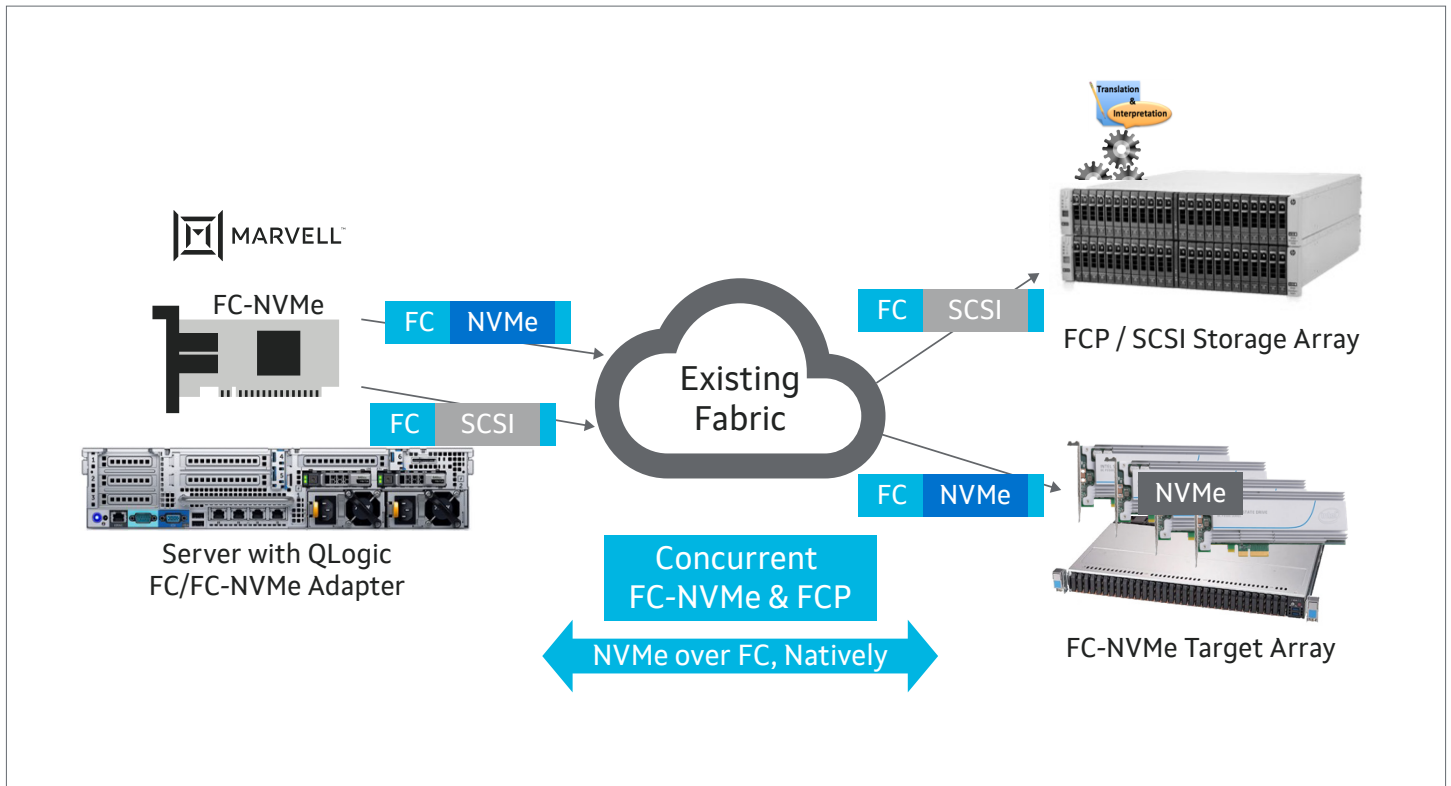 Translation
&
Interpretation
MARVELL™
FC-NVMe
FC NVMe
FC SCSI
FC SCSI
FCP / SCSI Storage Array
Existing
Fabric
FC NVMe
NVMe
Server with QLogic
FC/FC-NVMe Adapter
Concurrent
FC-NVMe & FCP
NVMe over FC, Natively
FC-NVMe Target Array